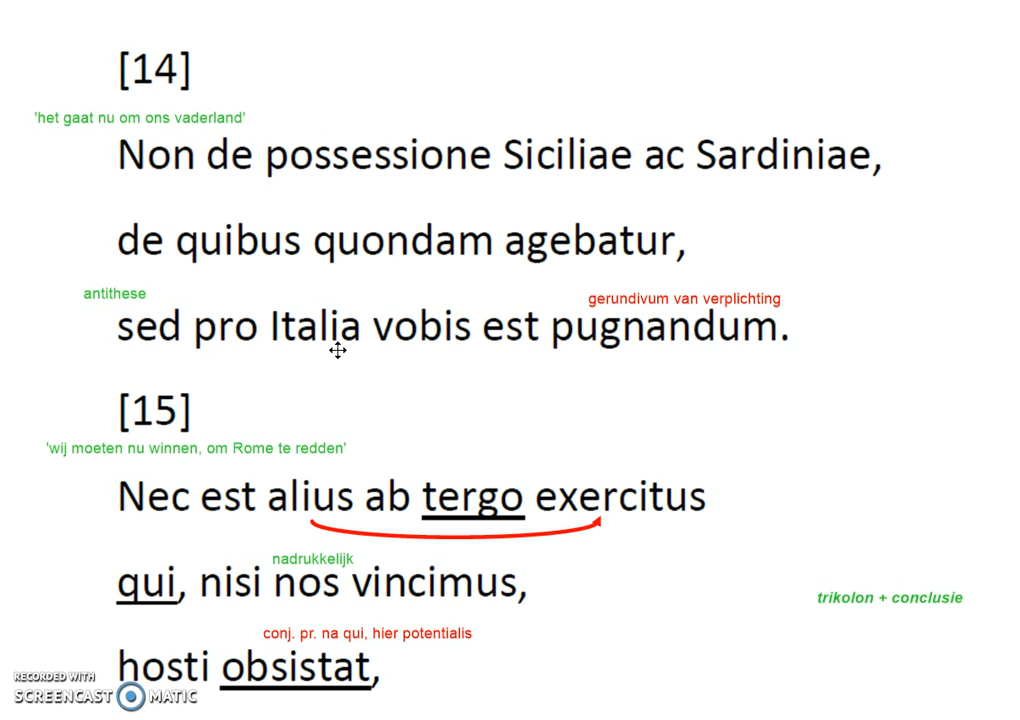 [14]
'het gaat nu om ons vaderland'
Non de possessione Siciliae ac Sardiniae,
de quibus quondam agebatur,
antithese
gerundivum van verplichting
sed pro Italia vobis est pugnandum.
[15]
'wij moeten nu winnen, om Rome te redden'
Nec est alius ab tergo exercitus
nadrukkelijk
qui, nisi nos vincimus,
trikolon + conclusie
conj. pr. na qui, hier potentialis
hosti obsistat,
RECORDED WITH
SCREENCAST MATIC